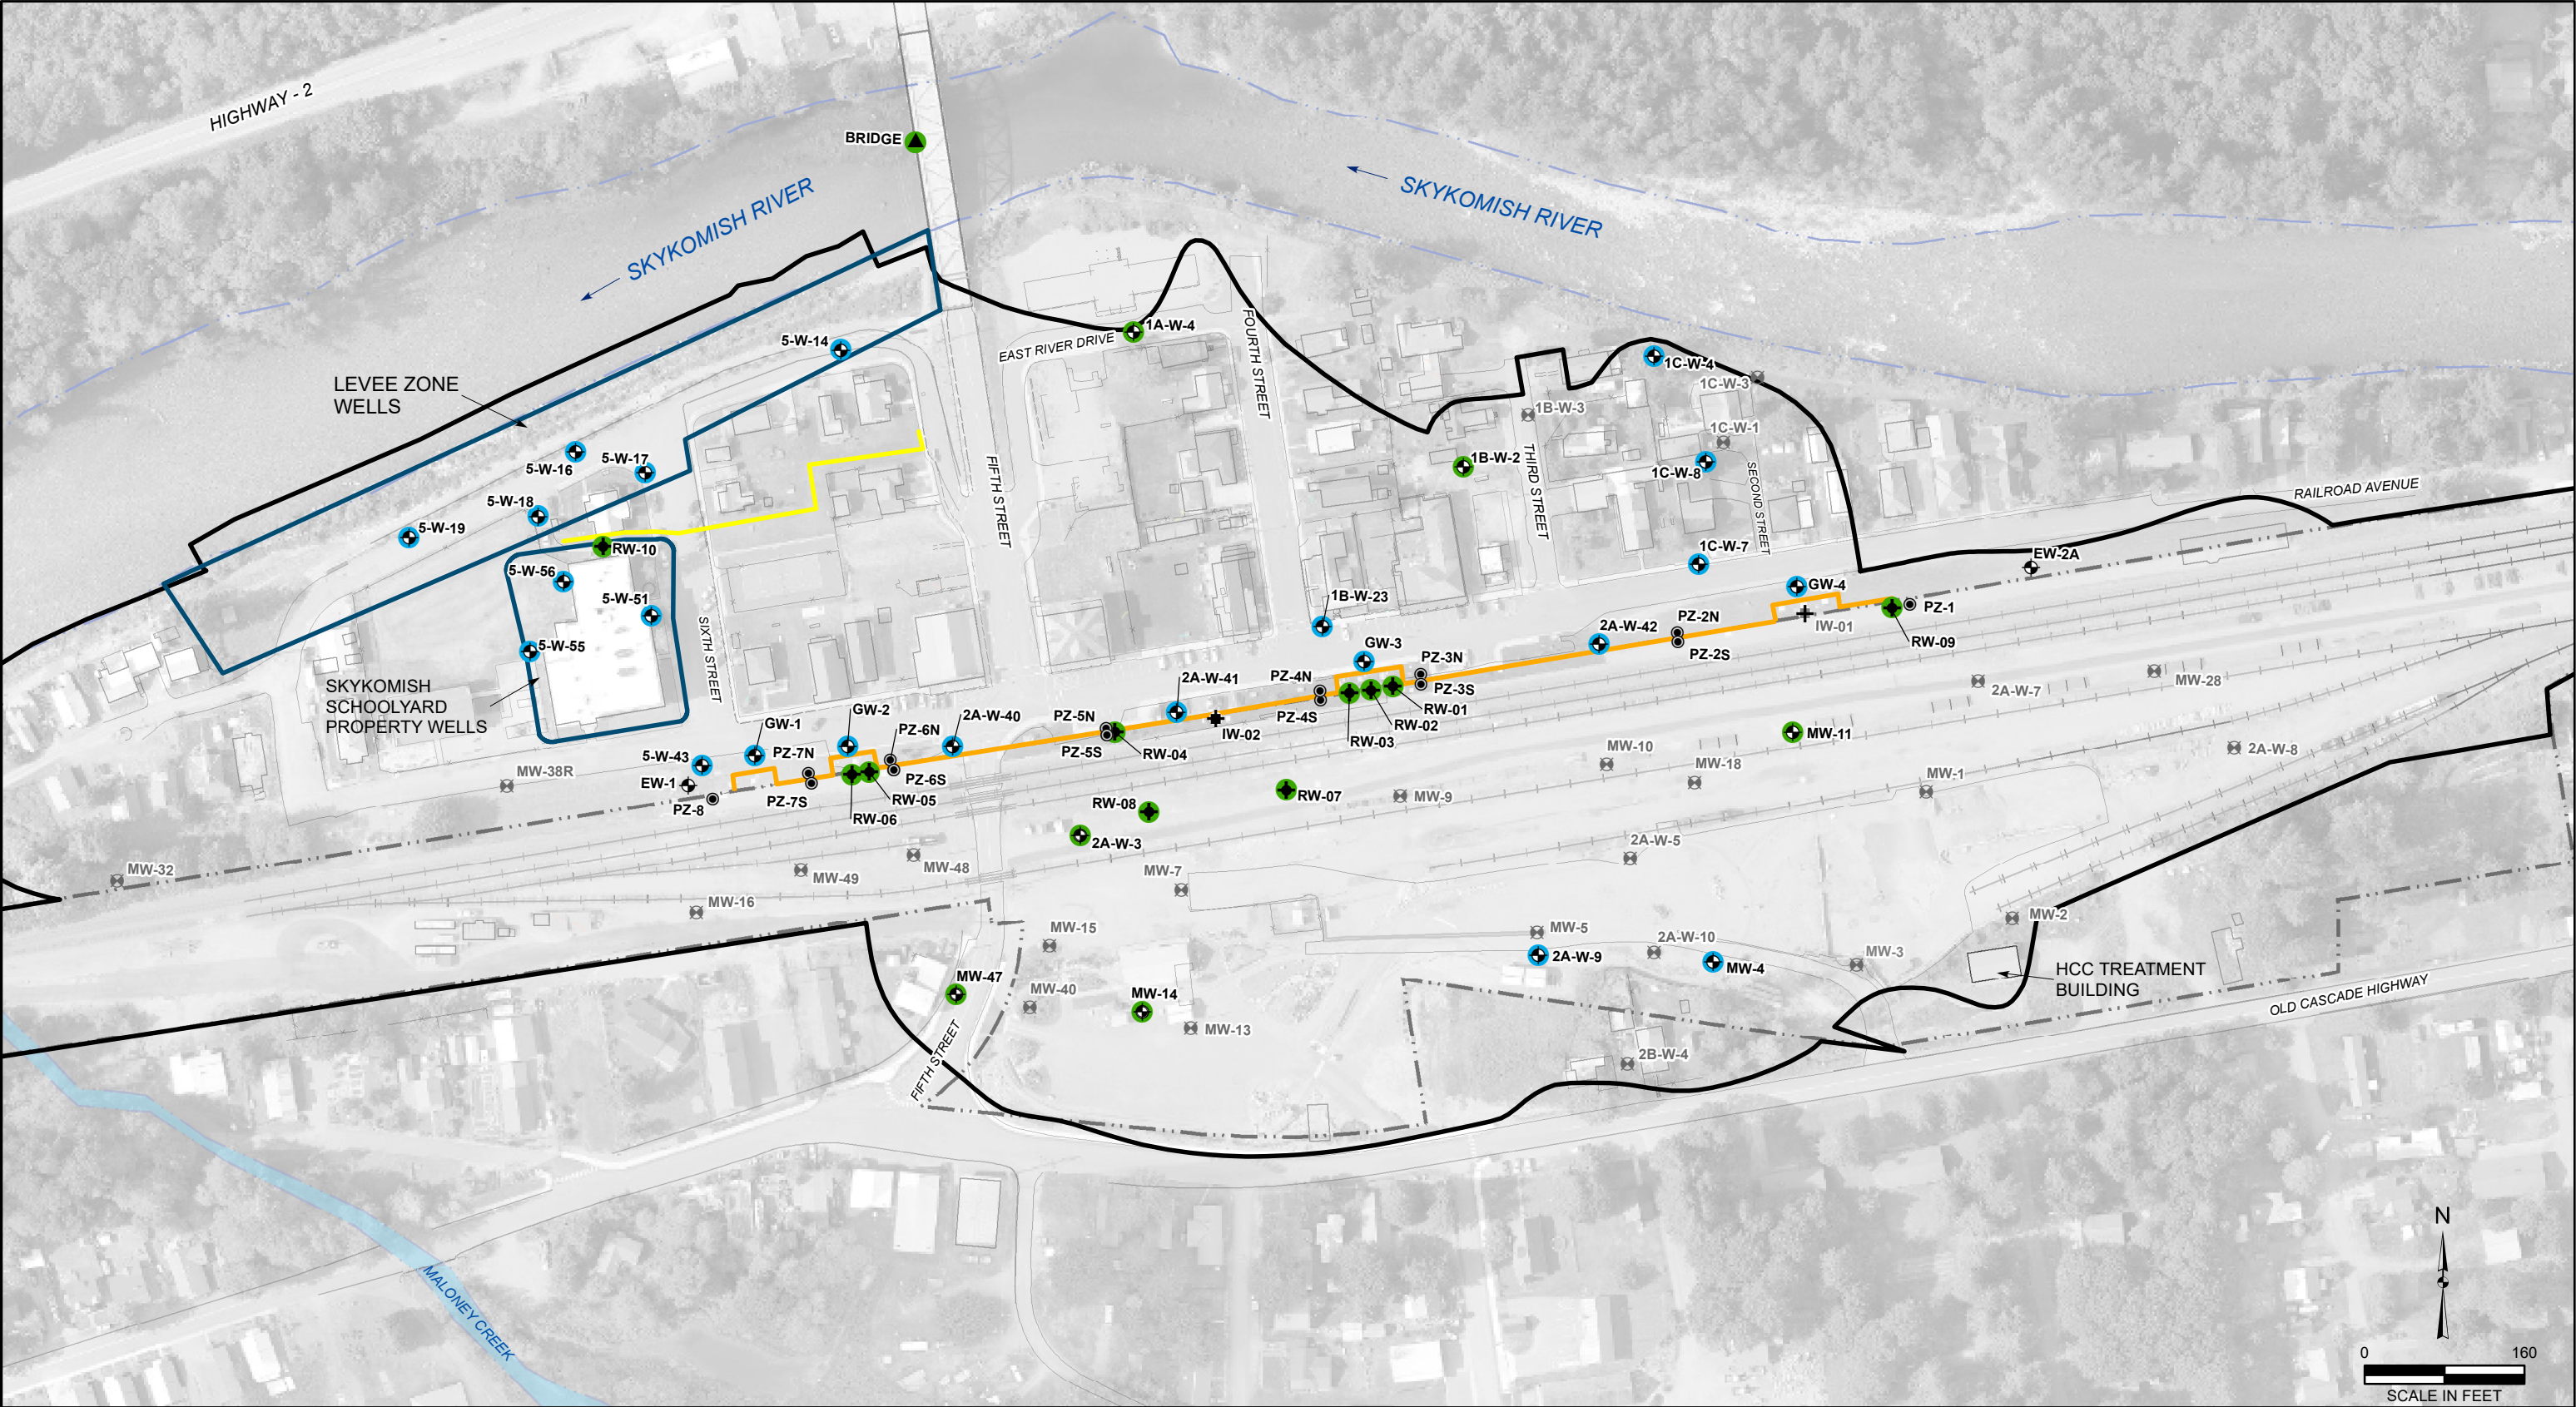 HIGHWAY - 2
BRIDGE
SKYKOMISH RIVER
SKYKOMISH RIVER
5-W-14
1A-W-4
EAST RIVER DRIVE
FOURTH STREET
1C-W-4
1C-W-3
LEVEE ZONE
WELLS
1B-W-3
1C-W-1
5-W-16
5-W-17
1B-W-2
1C-W-8
THIRD STREET
SECOND STREET
FIFTH STREET
RAILROAD AVENUE
5-W-18
5-W-19
RW-10
1C-W-7
EW-2A
5-W-56
GW-4
5-W-51
1B-W-23
PZ-1
PZ-2N
IW-01
2A-W-42
RW-09
5-W-55
SIXTH STREET
GW-3
PZ-2S
PZ-3N
2A-W-41
PZ-4N
PZ-3S
MW-28
2A-W-7
SKYKOMISH
SCHOOLYARD
PROPERTY WELLS
RW-01
GW-2
2A-W-40
PZ-5N
PZ-4S
RW-02
GW-1
PZ-6N
IW-02
RW-03
MW-11
PZ-7N
PZ-5S
RW-04
MW-10
2A-W-8
5-W-43
MW-38R
EW-1
PZ-6S
MW-18
MW-1
PZ-8
PZ-7S
RW-05
RW-08
RW-07
MW-9
RW-06
2A-W-3
2A-W-5
MW-32
MW-49
MW-48
MW-7
MW-16
MW-15
MW-5
MW-2
2A-W-10
2A-W-9
MW-3
MW-4
MW-47
MW-40
MW-14
MW-13
HCC TREATMENT
BUILDING
OLD CASCADE HIGHWAY
FIFTH STREET
2B-W-4
MALONEY CREEK
N
0 160
SCALE IN FEET